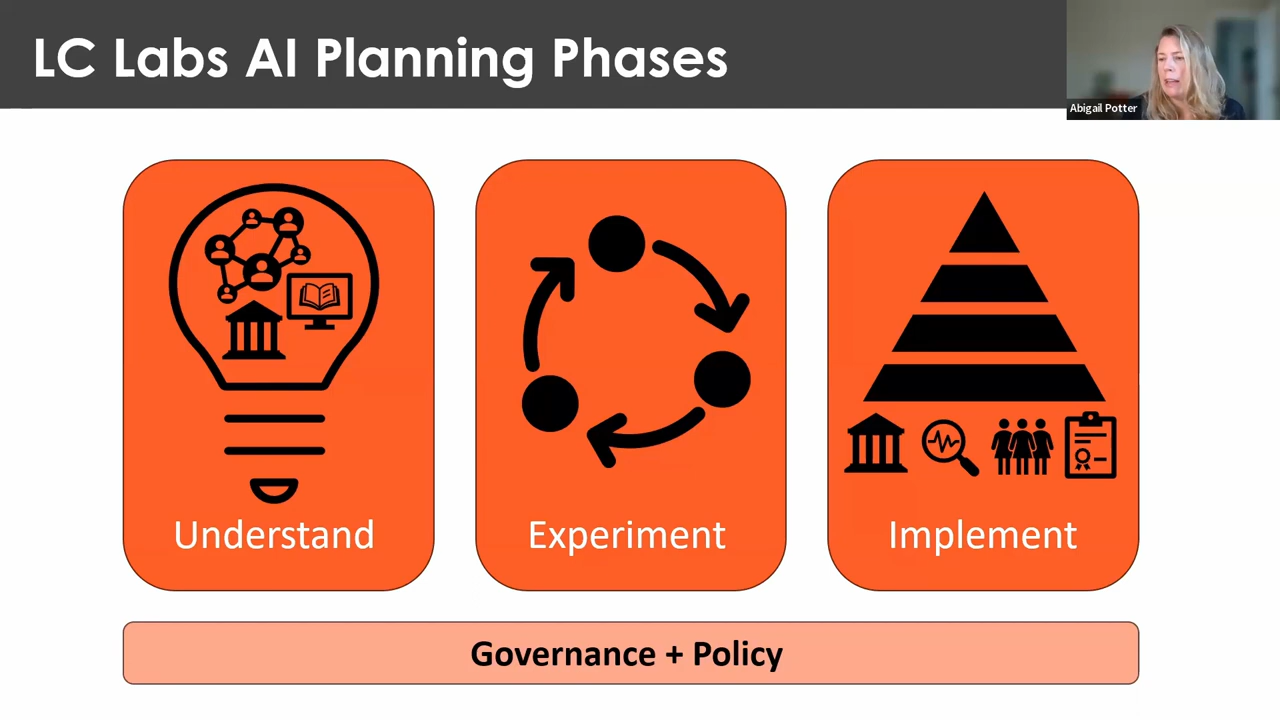 LC Labs AI Planning Phases
Abigail Potter
Understand
Experiment
Implement
Governance + Policy